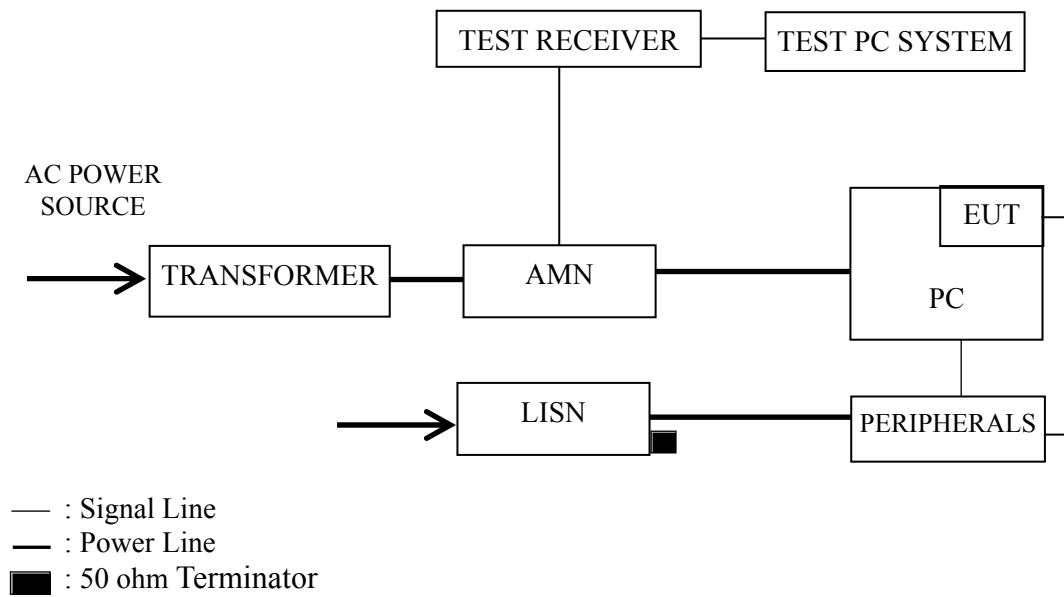 TEST RECEIVER
TEST PC SYSTEM
AC POWER
SOURCE
EUT
TRANSFORMER
AMN
PC
LISN
PERIPHERALS
: Signal Line
: Power Line
: 50 ohm Terminator